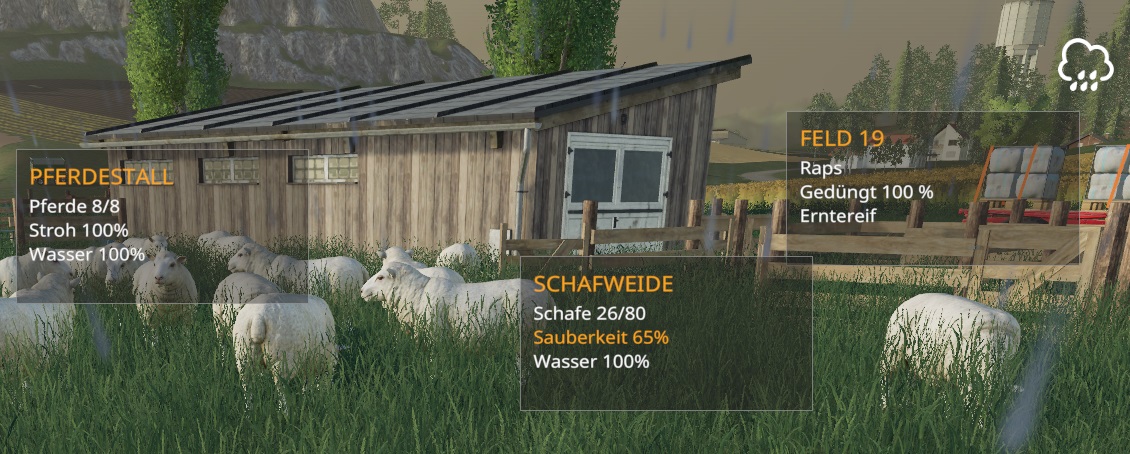 PFERDESTALL
Pferde 8/8
Stroh 100%
Wasser 100%
SCHAFWEIDE
Schafe 26/80
Sauberkeit 65%
Wasser 100%
FELD 19
Raps
Gedüngt 100 %
Erntereif